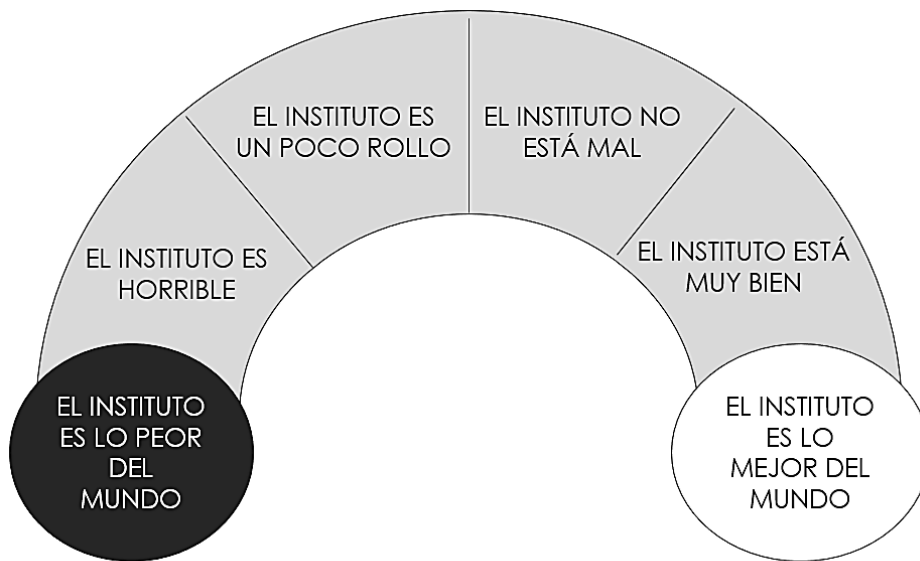 EL INSTITUTO ES
UN POCO ROLLO
EL INSTITUTO NO
ESTÁ MAL
EL INSTITUTO ES
HORRIBLE
EL INSTITUTO ESTÁ
MUY BIEN
EL INSTITUTO
ES LO PEOR
DEL
MUNDO
EL INSTITUTO
ES LO
MEJOR DEL
MUNDO